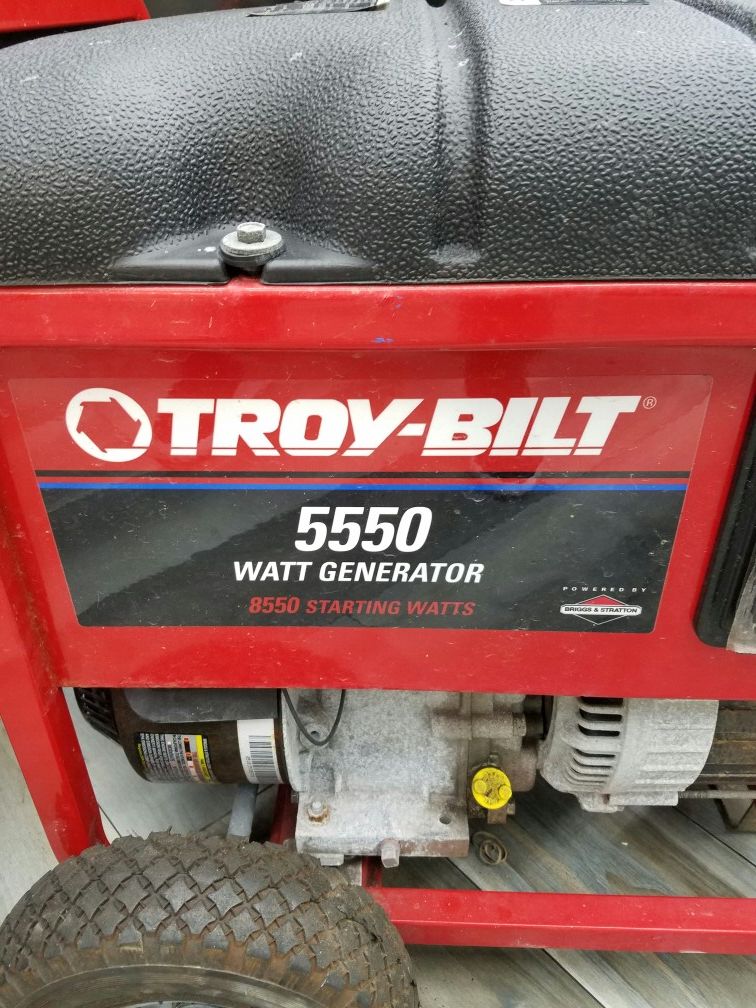 TROY-BILT®
5550
WATT GENERATOR
8550 STARTING WATTS
POWERED BY
BRIGGS & STRATTON